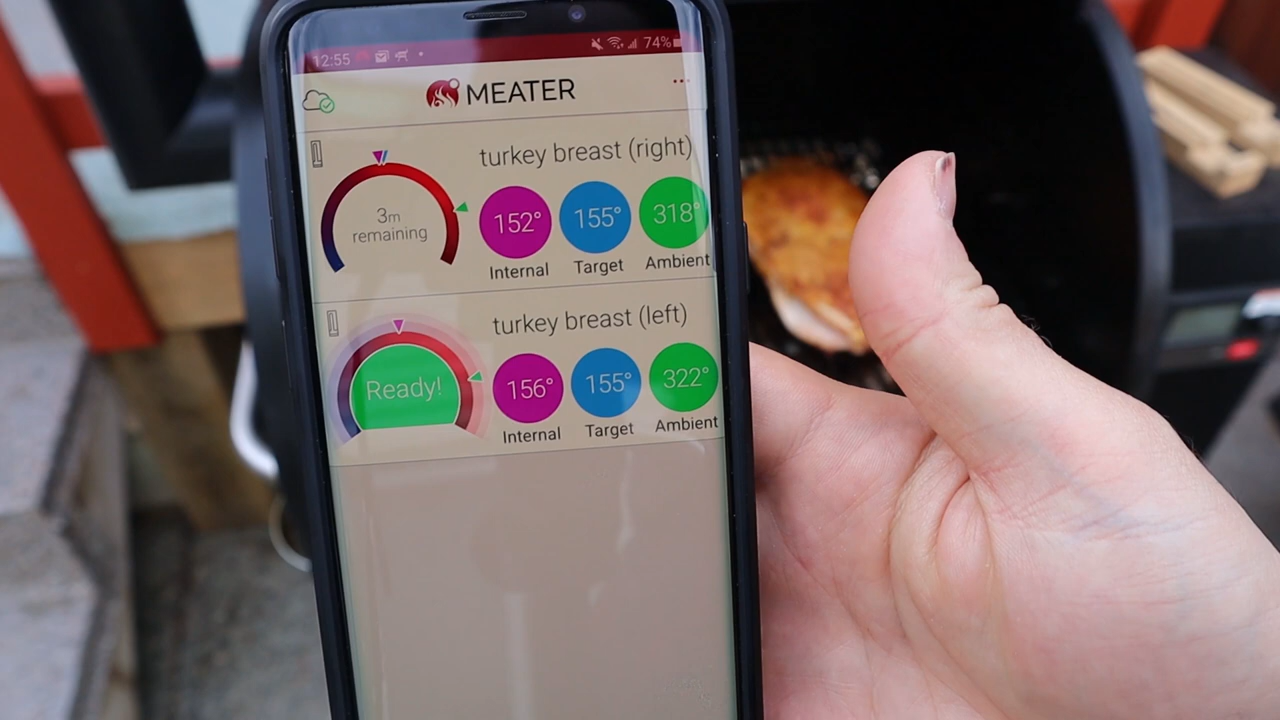 12:55
74%
MEATER
turkey breast (right)
3m
remaining
152° 155° 318°
Internal Target Ambient
turkey breast (left)
Ready!
156° 155° 322°
Internal Target Ambient